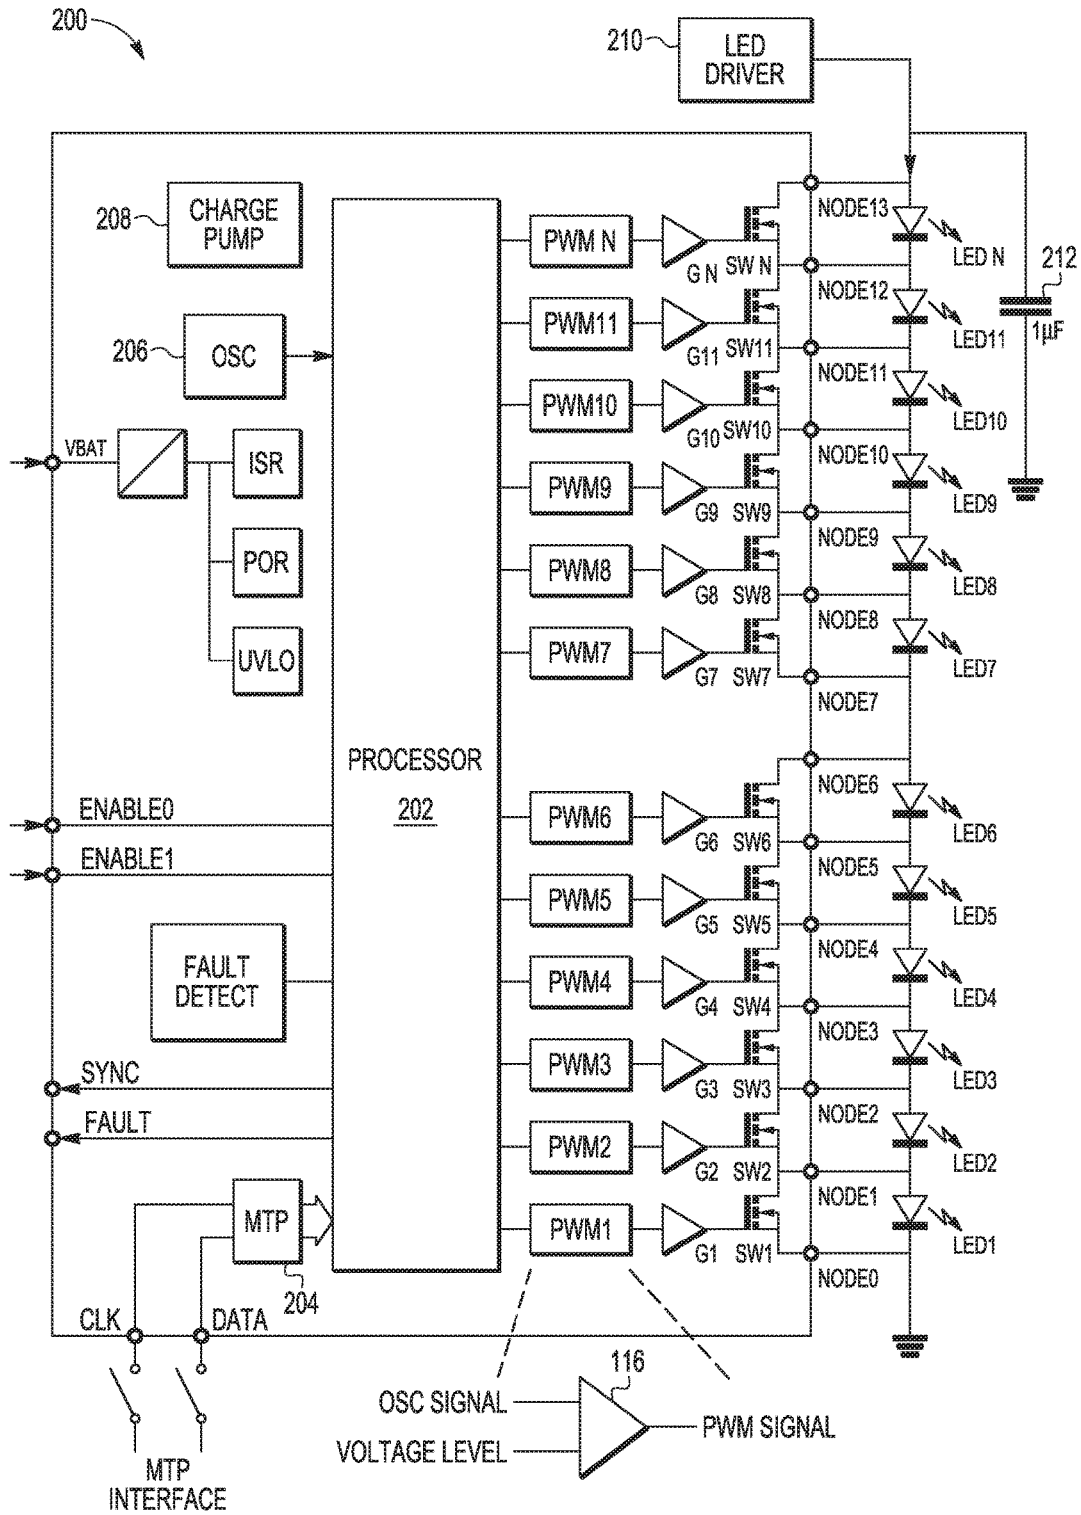 200
210
LED
DRIVER
208
CHARGE
PUMP
206
OSC
VBAT
ISR
POR
UVLO
PROCESSOR
202
ENABLE0
ENABLE1
FAULT
DETECT
SYNC
FAULT
MTP
204
CLK
DATA
MTP
INTERFACE
PWM N
G N
SW N
NODE13
LED N
PWM11
G11
SW11
NODE12
LED11
PWM10
G10
SW10
NODE11
LED10
PWM9
G9
SW9
NODE10
LED9
PWM8
G8
SW8
NODE9
LED8
PWM7
G7
SW7
NODE8
LED7
NODE7
212
1µF
PWM6
G6
SW6
NODE6
LED6
PWM5
G5
SW5
NODE5
LED5
PWM4
G4
SW4
NODE4
LED4
PWM3
G3
SW3
NODE3
LED3
PWM2
G2
SW2
NODE2
LED2
PWM1
G1
SW1
NODE1
LED1
NODE0
116
OSC SIGNAL
VOLTAGE LEVEL
PWM SIGNAL